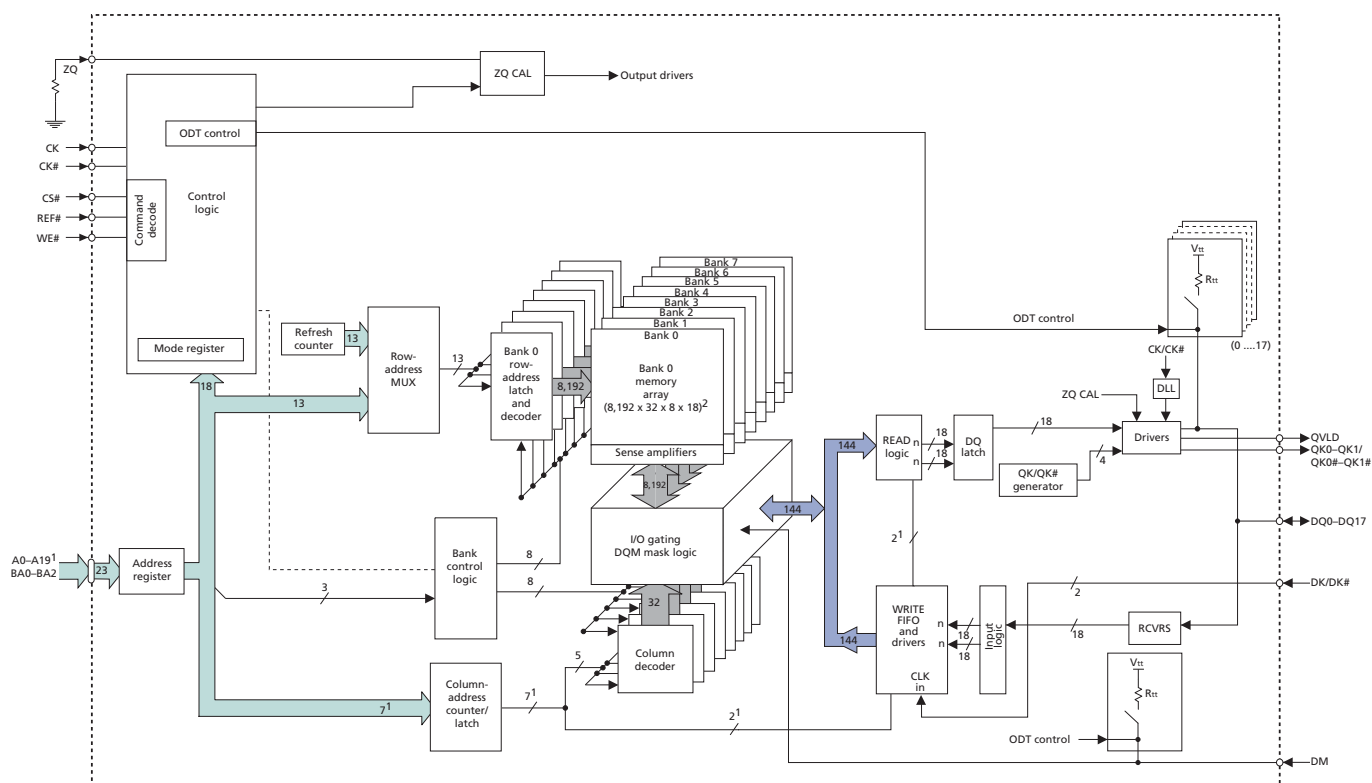 ZQ
ZQ CAL
Output drivers
ODT control
CK
CK#
CS#
REF#
WE#
Command
decode
Control
logic
Mode register
Refresh
counter
13
Row-
address
MUX
13
18
13
Bank 0
row-
address
latch
and
decoder
8,192
Bank 7
Bank 6
Bank 5
Bank 4
Bank 3
Bank 2
Bank 1
Bank 0
Bank 0
memory
array
(8,192 x 32 x 8 x 18)2
Sense amplifiers
8,192
I/O gating
DQM mask logic
32
Column
decoder
5
A0–A191
BA0–BA2
23
Address
register
3
Bank
control
logic
8
8
71
Column-
address
counter/
latch
71
21
144
144
144
READ
logic
n
n
18
18
DQ
latch
18
21
WRITE
FIFO
and
drivers
n
n
CLK
in
18
18
Input
logic
18
RCVRS
2
QK/QK#
generator
4
ZQ CAL
CK/CK#
DLL
Drivers
ODT control
Vtt
Rtt
(0 ....17)
QVLD
QK0–QK1/
QK0#–QK1#
DQ0–DQ17
DK/DK#
Vtt
Rtt
ODT control
DM